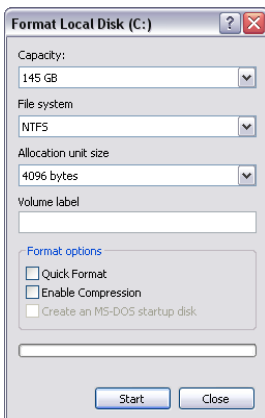 Format Local Disk (C:)
Capacity:
145 GB
File system
NTFS
Allocation unit size
4096 bytes
Volume label
Format options
Quick Format
Enable Compression
Create an MS-DOS startup disk
Start Close